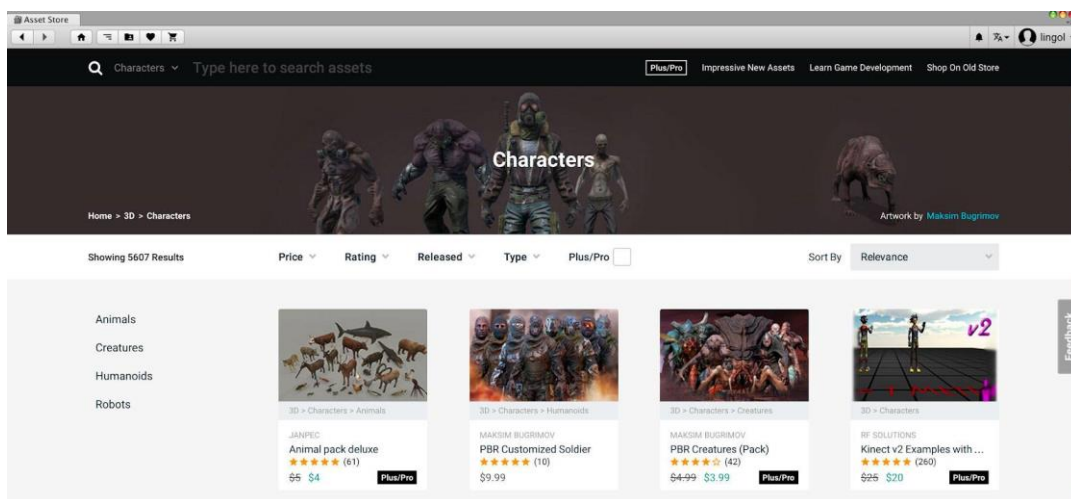 Asset Store
lingol
Characters Type here to search assets
Plus/Pro Impressive New Assets Learn Game Development Shop On Old Store
Characters
Home > 3D > Characters
Artwork by Maksim Bugrimov
Showing 5607 Results
Price Rating Released Type Plus/Pro
Sort By Relevance
Animals
Creatures
Humanoids
Robots
3D > Characters > Animals
JANPEC
Animal pack deluxe
(61)
$5 $4 Plus/Pro
3D > Characters > Humanoids
MAKSIM BUGRIMOV
PBR Customized Soldier
(10)
$9.99
3D > Characters > Creatures
MAKSIM BUGRIMOV
PBR Creatures (Pack)
(42)
$4.99 $3.99 Plus/Pro
v2
3D > Characters
RF SOLUTIONS
Kinect v2 Examples with ...
(260)
$25 $20 Plus/Pro
Feedback